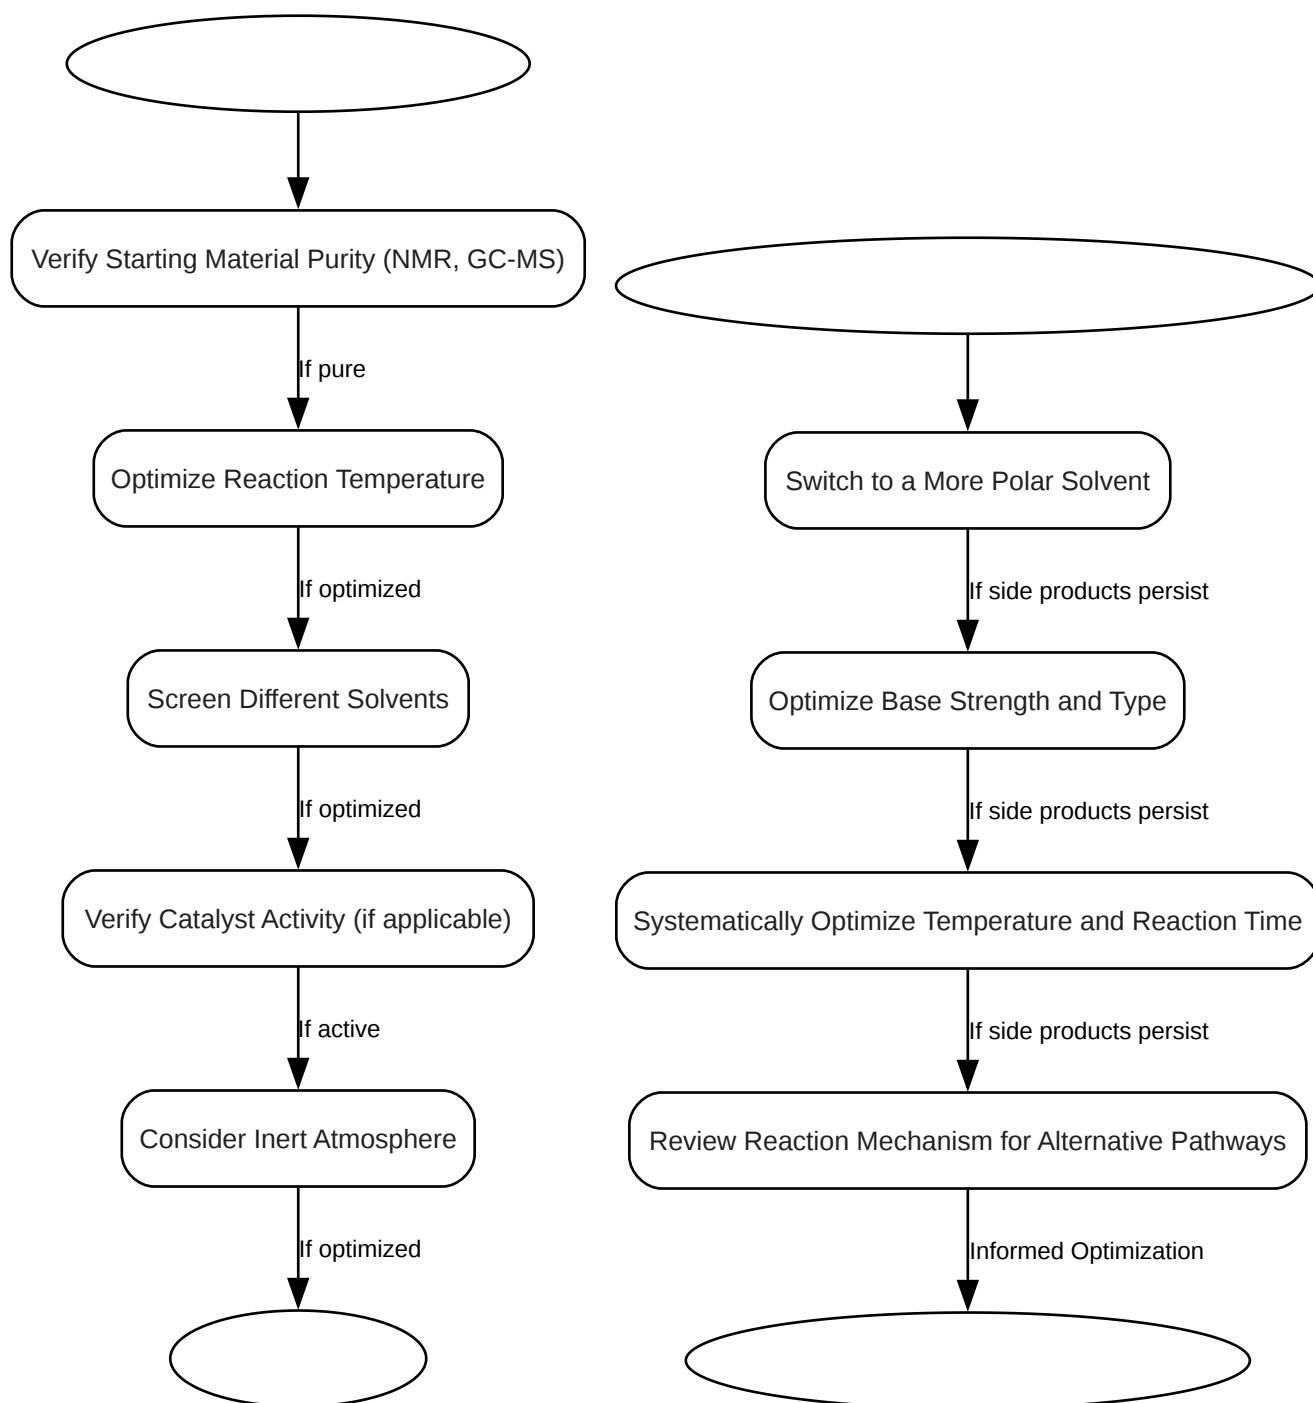 Verify Starting Material Purity (NMR, GC-MS)
If pure
Optimize Reaction Temperature
If optimized
Screen Different Solvents
If optimized
Verify Catalyst Activity (if applicable)
If active
Consider Inert Atmosphere
If optimized
Switch to a More Polar Solvent
If side products persist
Optimize Base Strength and Type
If side products persist
Systematically Optimize Temperature and Reaction Time
If side products persist
Review Reaction Mechanism for Alternative Pathways
Informed Optimization